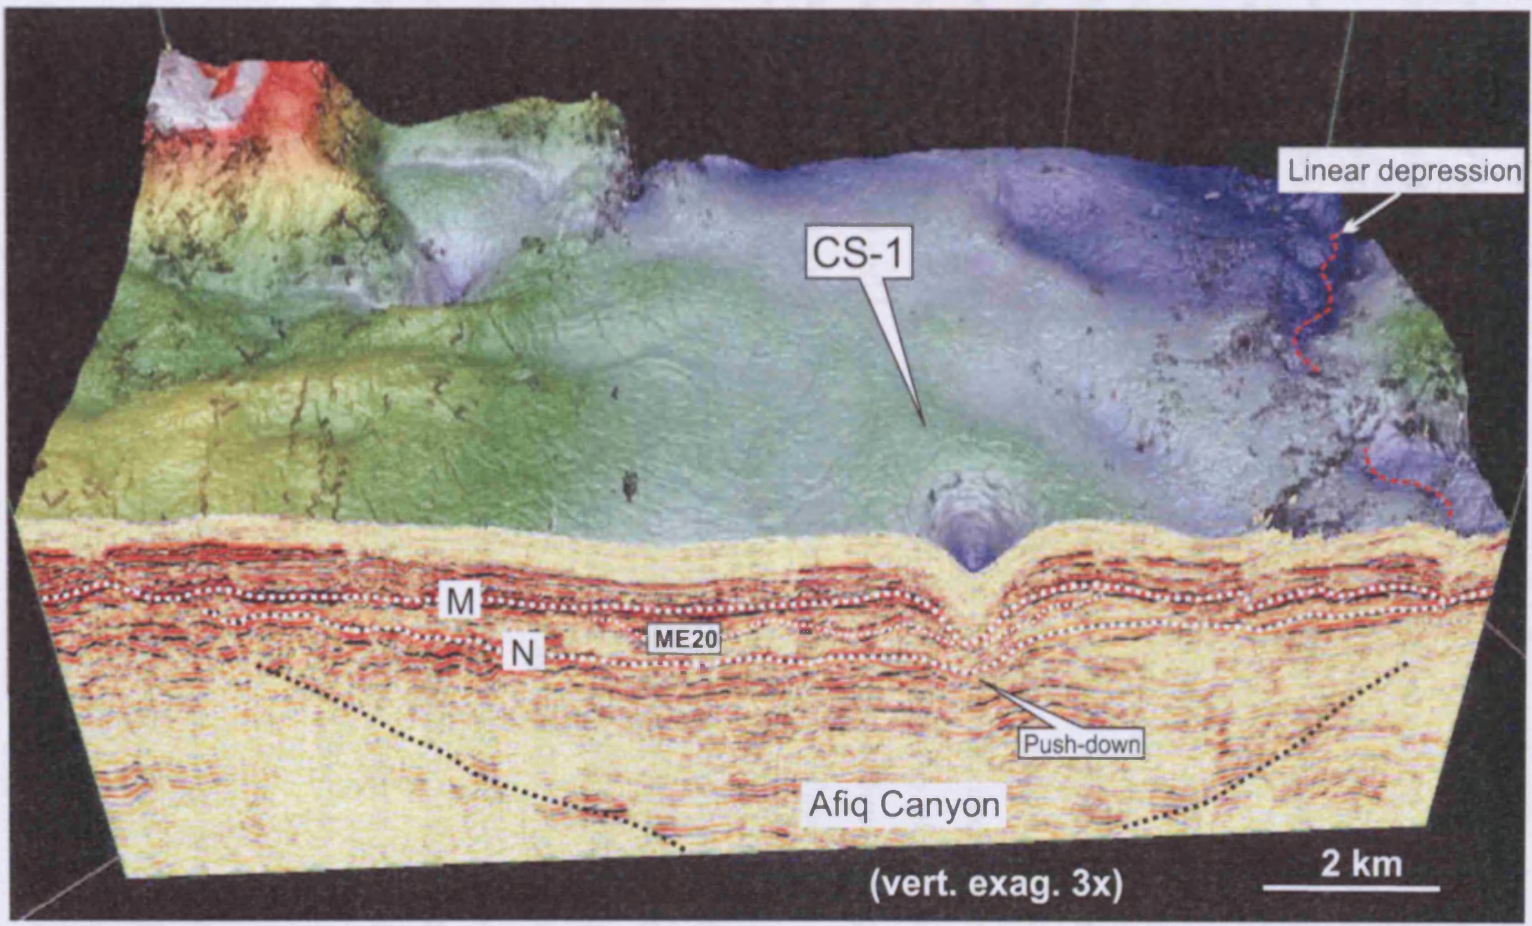 Linear depression
CS-1
M
ME20
N
Push-down
Afiq Canyon
(vert. exag. 3x)
2 km